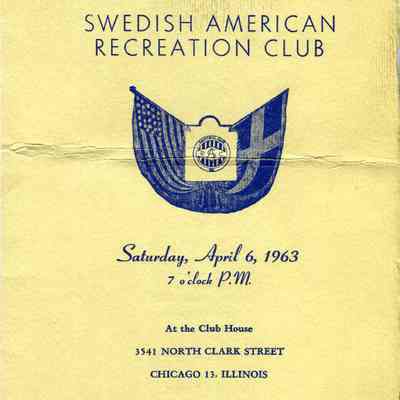 SWEDISH AMERICAN
RECREATION CLUB
Saturday, April 6, 1963
7 o'clock P.M.
At the Club House
3541 NORTH CLARK STREET
CHICAGO 13, ILLINOIS